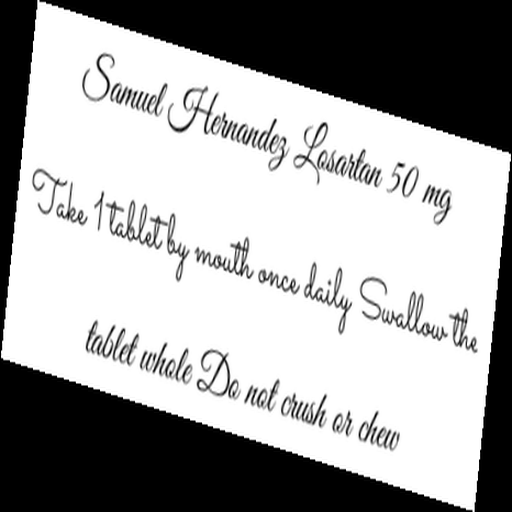 Samuel Hernandez Losartan 50 mg
Take 1 tablet by mouth once daily Swallow the
tablet whole Do not crush or chew